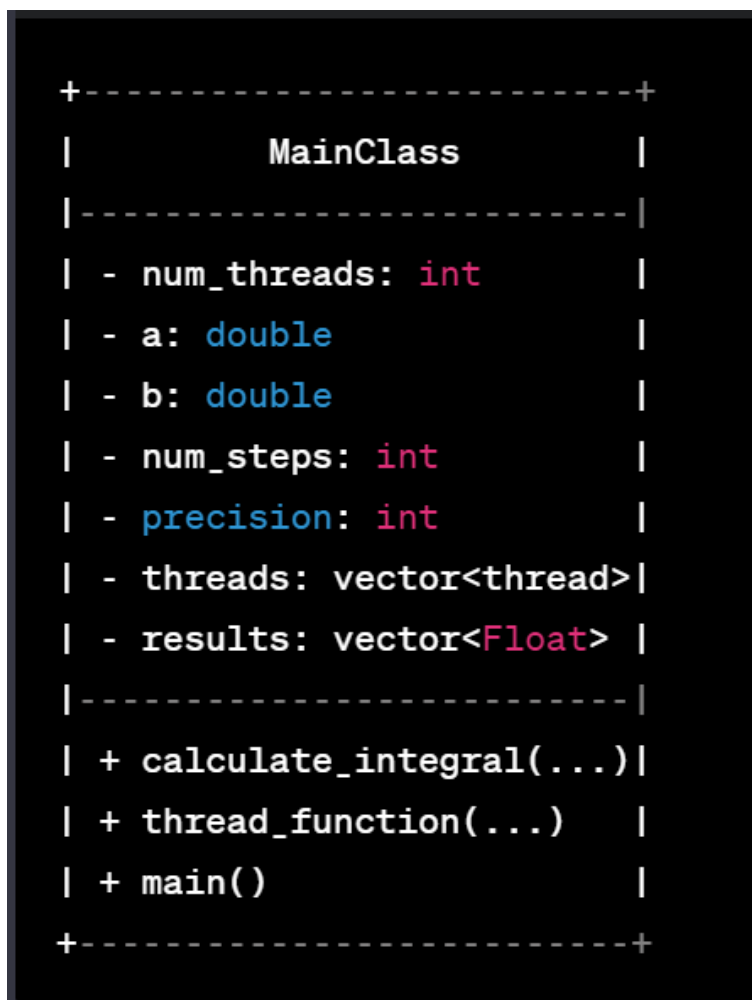 +--------------------------+
|         MainClass        |
|--------------------------|
| - num_threads: int       |
| - a: double              |
| - b: double              |
| - num_steps: int         |
| - precision: int         |
| - threads: vector<thread>|
| - results: vector<Float> |
|--------------------------|
| + calculate_integral(...)|
| + thread_function(...)   |
| + main()                 |
+--------------------------+